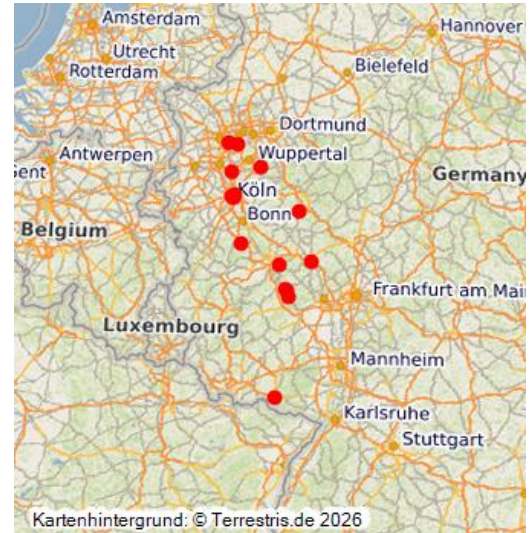 Amsterdam
Hannover
Utrecht
Bielefeld
Rotterdam
Dortmund
Antwerpen
Wuppertal
Gent
Germany
Köln
Belgium
Bonn
Frankfurt am Main
Luxembourg
Mannheim
Karlsruhe
Stuttgart
Kartenhintergrund: © Terrestris.de 2026